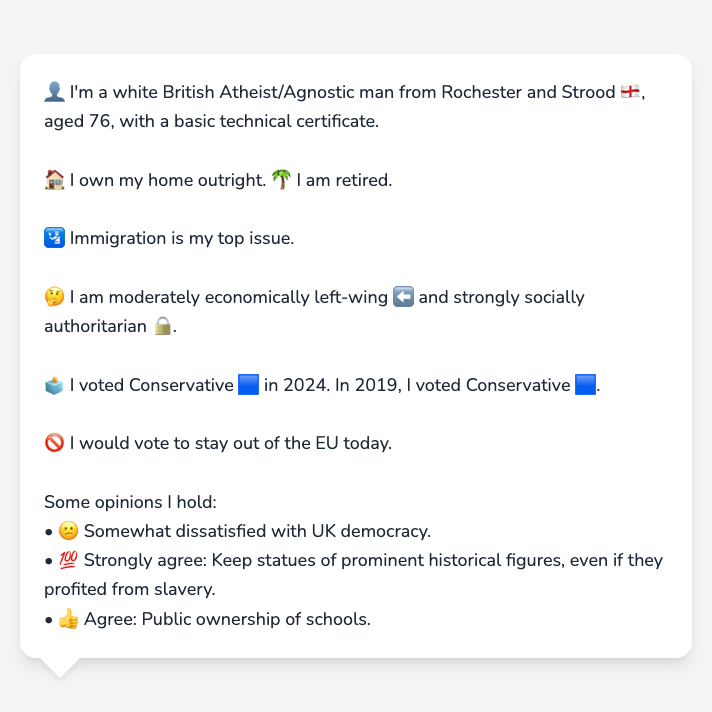 👤 I'm a white British Atheist/Agnostic man from Rochester and Strood 🏴󠁧󠁢󠁥󠁮󠁧󠁿,
aged 76, with a basic technical certificate.
🏠 I own my home outright. 🌴 I am retired.
🛂 Immigration is my top issue.
🤔 I am moderately economically left-wing ⬅️ and strongly socially
authoritarian 🔒.
🗳️ I voted Conservative 🟦 in 2024. In 2019, I voted Conservative 🟦.
🚫 I would vote to stay out of the EU today.
Some opinions I hold:
• 🙁 Somewhat dissatisfied with UK democracy.
• 💯 Strongly agree: Keep statues of prominent historical figures, even if they
profited from slavery.
• 👍 Agree: Public ownership of schools.